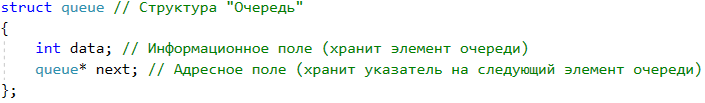 struct queue // Структура "Очередь"
{
int data; // Информационное поле (хранит элемент очереди)
queue* next; // Адресное поле (хранит указатель на следующий элемент очереди)
};